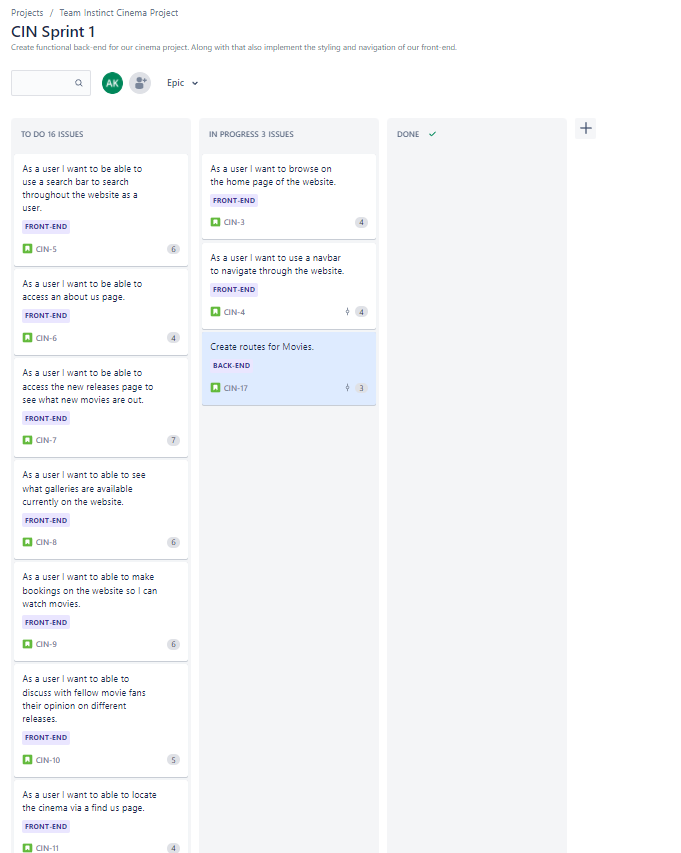 Projects / Team Instinct Cinema Project
CIN Sprint 1
Create functional back-end for our cinema project. Along with that also implement the styling and navigation of our front-end.
AK
Epic
TO DO 16 ISSUES
As a user I want to be able to
use a search bar to search
throughout the website as a
user.
FRONT-END
CIN-5 6
As a user I want to be able to
access an about us page.
FRONT-END
CIN-6 4
As a user I want to be able to
access the new releases page to
see what new movies are out.
FRONT-END
CIN-7 7
As a user I want to able to see
what galleries are available
currently on the website.
FRONT-END
CIN-8 6
As a user I want to able to make
bookings on the website so I can
watch movies.
FRONT-END
CIN-9 6
As a user I want to able to
discuss with fellow movie fans
their opinion on different
releases.
FRONT-END
CIN-10 5
As a user I want to able to locate
the cinema via a find us page.
FRONT-END
CIN-11 4
IN PROGRESS 3 ISSUES
As a user I want to browse on
the home page of the website.
FRONT-END
CIN-3 4
As a user I want to use a navbar
to navigate through the website.
FRONT-END
CIN-4 4
Create routes for Movies.
BACK-END
CIN-17 3
DONE